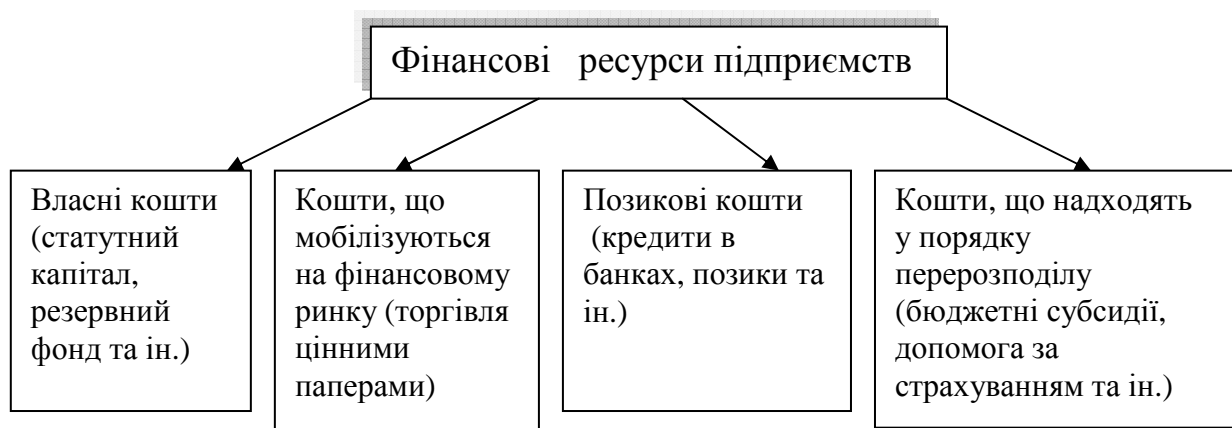 Фінансові ресурси підприємств
Власні кошти
(статутний
капітал,
резервний
фонд та ін.)
Кошти, що
мобілізуються
на фінансовому
ринку (торгівля
цінними
паперами)
Позикові кошти
(кредити в
банках, позики та
ін.)
Кошти, що надходять
у порядку
перерозподілу
(бюджетні субсидії,
допомога за
страхуванням та ін.)